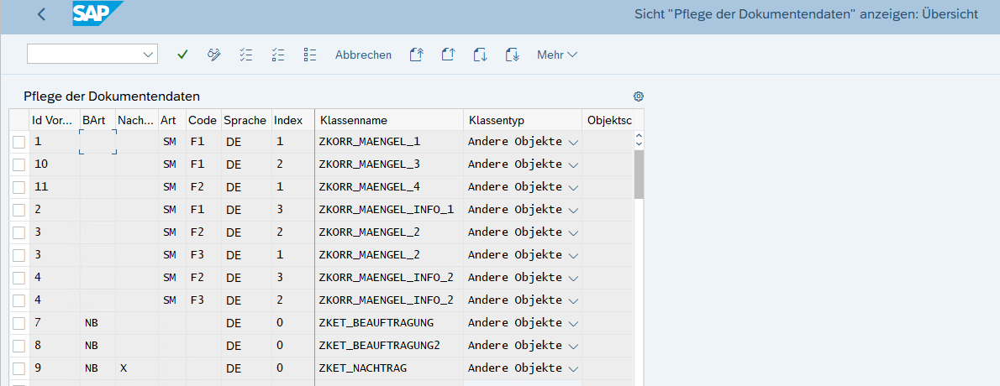 SAP
Sicht "Pflege der Dokumentendaten" anzeigen: Übersicht
Abbrechen Mehr
Pflege der Dokumentendaten
Id Vor... BArt Nach... Art Code Sprache Index Klassenname Klassentyp Objektsc
1 SM F1 DE 1 ZKORR_MAENGEL_1 Andere Objekte
10 SM F1 DE 2 ZKORR_MAENGEL_3 Andere Objekte
11 SM F2 DE 1 ZKORR_MAENGEL_4 Andere Objekte
2 SM F1 DE 3 ZKORR_MAENGEL_INFO_1 Andere Objekte
3 SM F2 DE 2 ZKORR_MAENGEL_2 Andere Objekte
3 SM F3 DE 1 ZKORR_MAENGEL_2 Andere Objekte
4 SM F2 DE 3 ZKORR_MAENGEL_INFO_2 Andere Objekte
4 SM F3 DE 2 ZKORR_MAENGEL_INFO_2 Andere Objekte
7 NB DE 0 ZKET_BEAUFTRAGUNG Andere Objekte
8 NB DE 0 ZKET_BEAUFTRAGUNG2 Andere Objekte
9 NB X DE 0 ZKET_NACHTRAG Andere Objekte